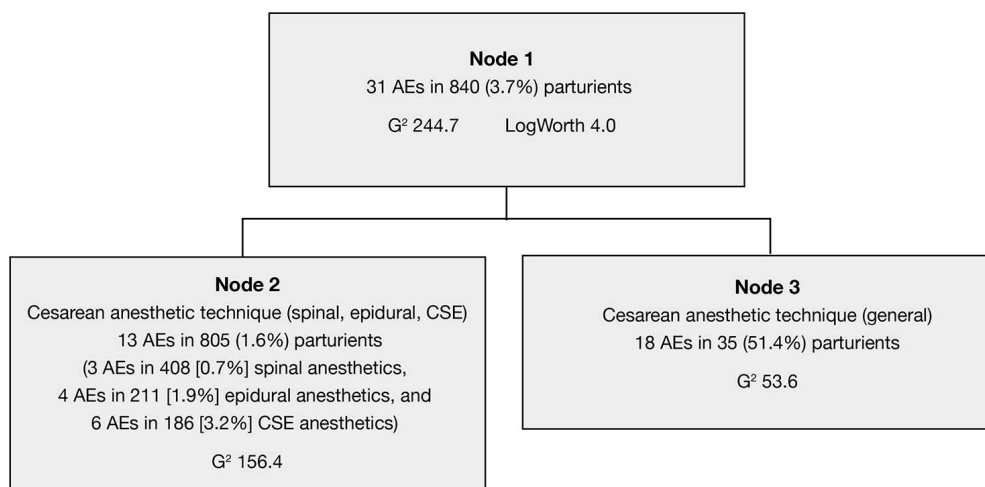 Node 1
31 AEs in 840 (3.7%) parturients
G² 244.7 LogWorth 4.0
Node 2
Cesarean anesthetic technique (spinal, epidural, CSE)
13 AEs in 805 (1.6%) parturients
(3 AEs in 408 [0.7%] spinal anesthetics,
4 AEs in 211 [1.9%] epidural anesthetics, and
6 AEs in 186 [3.2%] CSE anesthetics)
G² 156.4
Node 3
Cesarean anesthetic technique (general)
18 AEs in 35 (51.4%) parturients
G² 53.6